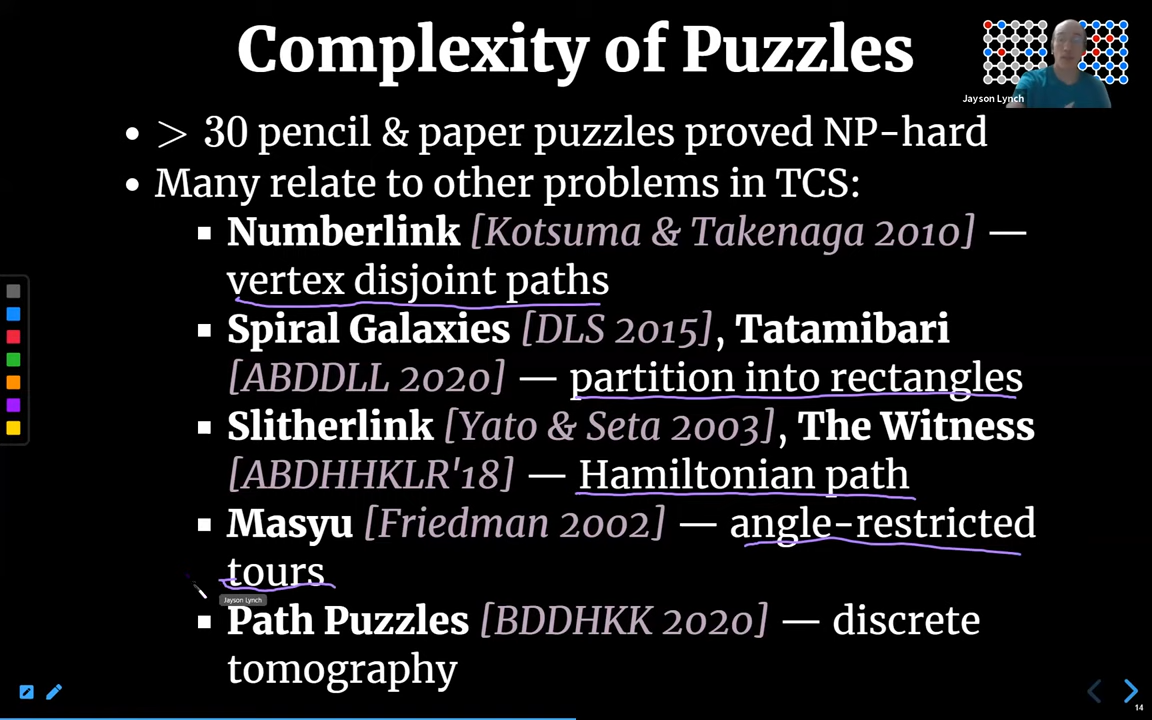 Complexity of Puzzles
Jayson Lynch
• > 30 pencil & paper puzzles proved NP-hard
• Many relate to other problems in TCS:
▪ Numberlink [Kotsuma & Takenaga 2010] —
vertex disjoint paths
▪ Spiral Galaxies [DLS 2015], Tatamibari
[ABDDLL 2020] — partition into rectangles
▪ Slitherlink [Yato & Seta 2003], The Witness
[ABDHHKLR'18] — Hamiltonian path
▪ Masyu [Friedman 2002] — angle-restricted
tours
Jayson Lynch
▪ Path Puzzles [BDDHKK 2020] — discrete
tomography
14